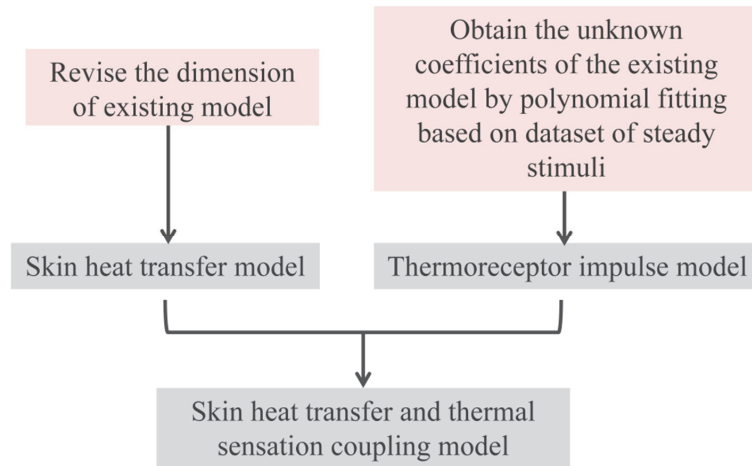 Revise the dimension
of existing model
Obtain the unknown
coefficients of the existing
model by polynomial fitting
based on dataset of steady
stimuli
Skin heat transfer model
Thermoreceptor impulse model
Skin heat transfer and thermal
sensation coupling model